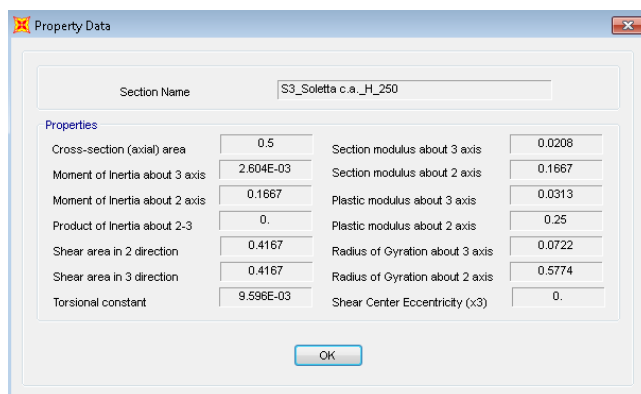 Property Data
Section Name S3_Soletta c.a._H_250
Properties
Cross-section (axial) area 0.5 Section modulus about 3 axis 0.0208
Moment of Inertia about 3 axis 2.604E-03 Section modulus about 2 axis 0.1667
Moment of Inertia about 2 axis 0.1667 Plastic modulus about 3 axis 0.0313
Product of Inertia about 2-3 0. Plastic modulus about 2 axis 0.25
Shear area in 2 direction 0.4167 Radius of Gyration about 3 axis 0.0722
Shear area in 3 direction 0.4167 Radius of Gyration about 2 axis 0.5774
Torsional constant 9.596E-03 Shear Center Eccentricity (x3) 0.
OK